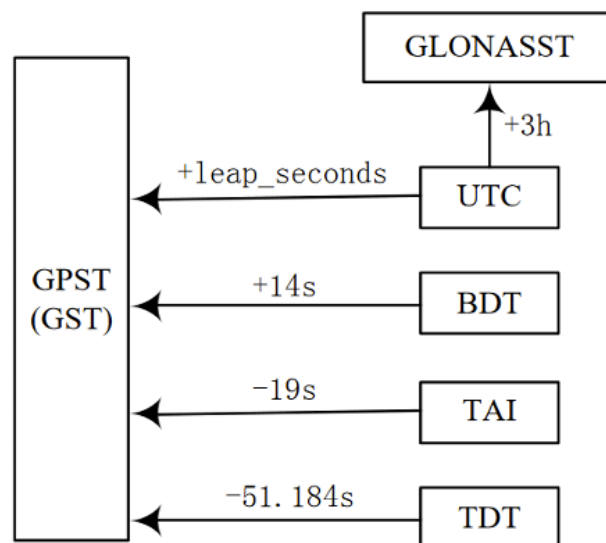 GLONASST
+3h
+leap_seconds
UTC
GPST
(GST)
+14s
BDT
-19s
TAI
-51.184s
TDT